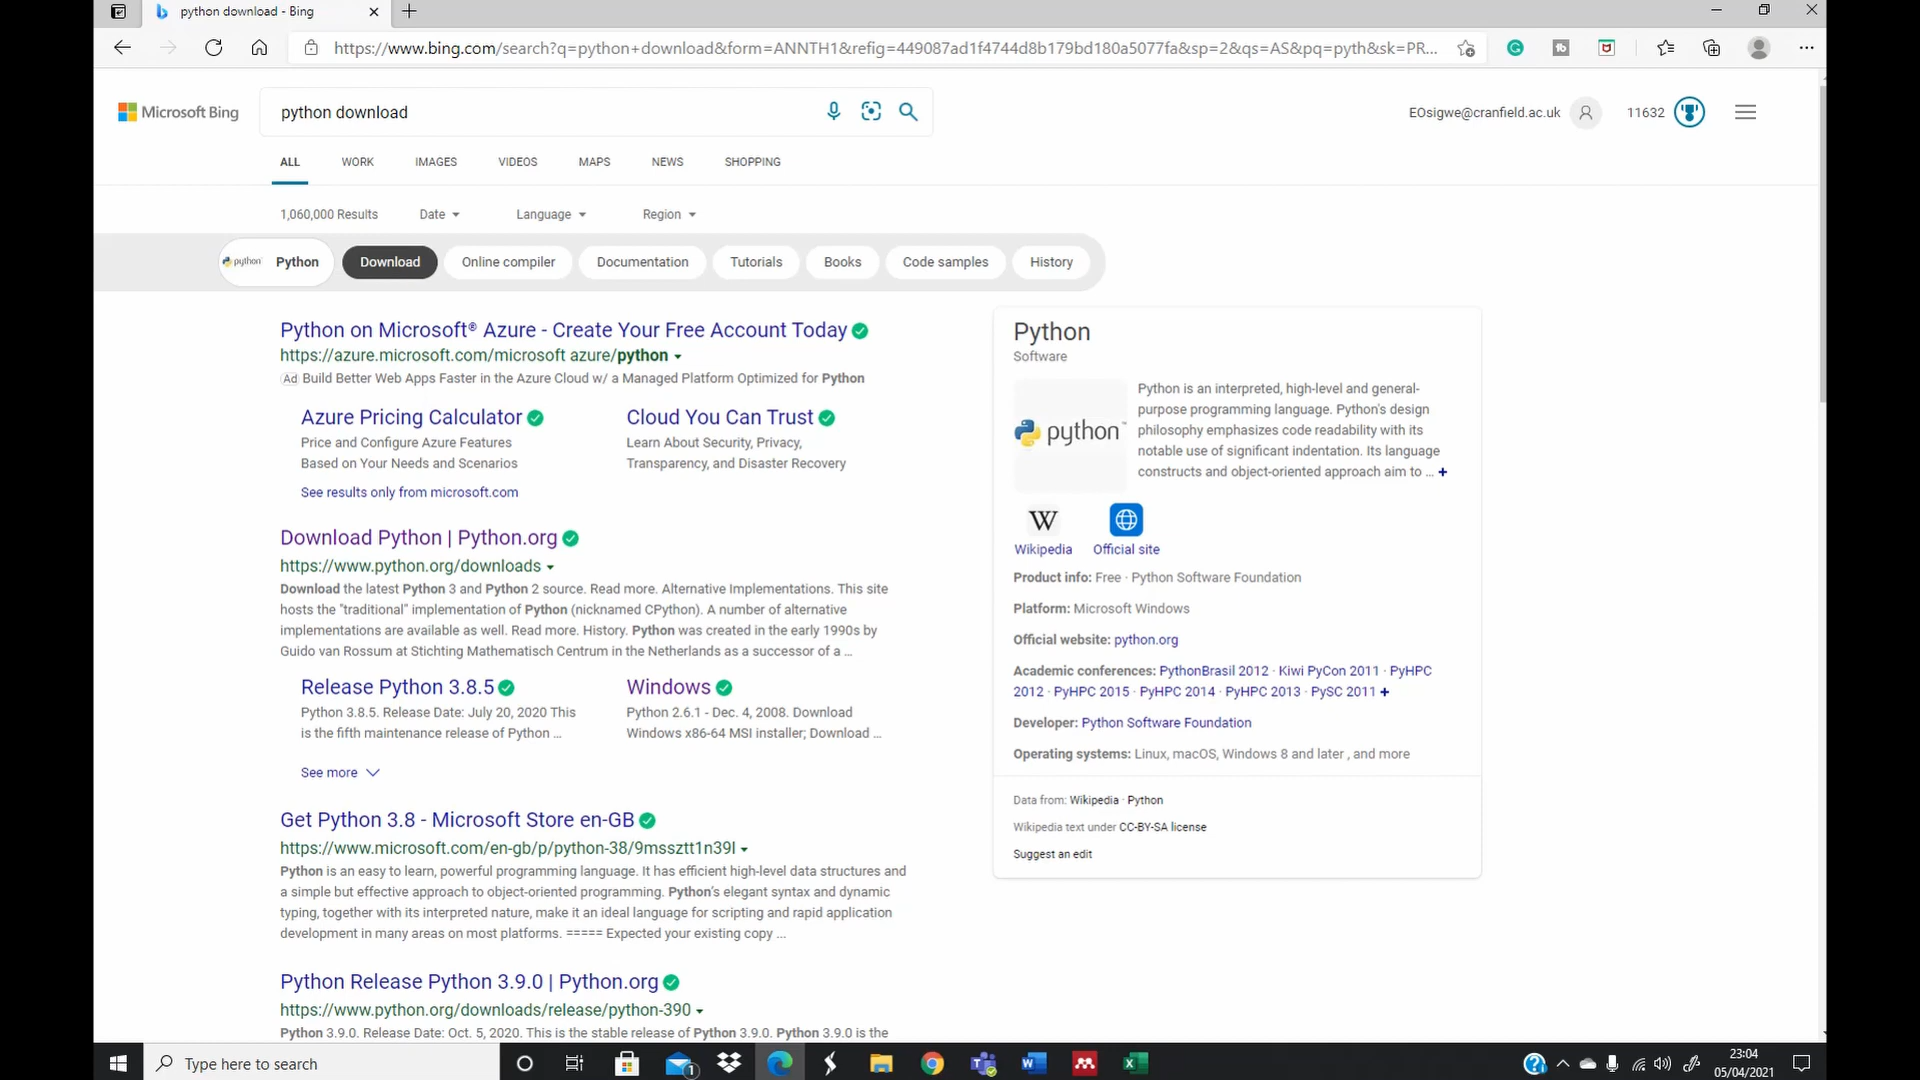 python download - Bing
https://www.bing.com/search?q=python+download&form=ANNTH1&refig=449087ad1f4744d8b179bd180a5077fa&sp=2&qs=AS&pq=pyth&sk=PR...
Microsoft Bing
python download
EOsigwe@cranfield.ac.uk
11632
ALL WORK IMAGES VIDEOS MAPS NEWS SHOPPING
1,060,000 Results Date Language Region
python Python Download Online compiler Documentation Tutorials Books Code samples History
Python on Microsoft® Azure - Create Your Free Account Today
https://azure.microsoft.com/microsoft azure/python
Ad Build Better Web Apps Faster in the Azure Cloud w/ a Managed Platform Optimized for Python
Azure Pricing Calculator
Price and Configure Azure Features
Based on Your Needs and Scenarios
Cloud You Can Trust
Learn About Security, Privacy,
Transparency, and Disaster Recovery
See results only from microsoft.com
Download Python | Python.org
https://www.python.org/downloads
Download the latest Python 3 and Python 2 source. Read more. Alternative Implementations. This site
hosts the "traditional" implementation of Python (nicknamed CPython). A number of alternative
implementations are available as well. Read more. History. Python was created in the early 1990s by
Guido van Rossum at Stichting Mathematisch Centrum in the Netherlands as a successor of a ...
Release Python 3.8.5
Python 3.8.5. Release Date: July 20, 2020 This
is the fifth maintenance release of Python ...
Windows
Python 2.6.1 - Dec. 4, 2008. Download
Windows x86-64 MSI installer; Download ...
See more
Get Python 3.8 - Microsoft Store en-GB
https://www.microsoft.com/en-gb/p/python-38/9mssztt1n39l
Python is an easy to learn, powerful programming language. It has efficient high-level data structures and
a simple but effective approach to object-oriented programming. Python's elegant syntax and dynamic
typing, together with its interpreted nature, make it an ideal language for scripting and rapid application
development in many areas on most platforms. ===== Expected your existing copy ...
Python Release Python 3.9.0 | Python.org
https://www.python.org/downloads/release/python-390
Python 3.9.0. Release Date: Oct. 5, 2020. This is the stable release of Python 3.9.0. Python 3.9.0 is the
Python
Software
python
Python is an interpreted, high-level and general-
purpose programming language. Python's design
philosophy emphasizes code readability with its
notable use of significant indentation. Its language
constructs and object-oriented approach aim to ... +
W
Wikipedia Official site
Product info: Free · Python Software Foundation
Platform: Microsoft Windows
Official website: python.org
Academic conferences: PythonBrasil 2012 · Kiwi PyCon 2011 · PyHPC
2012 · PyHPC 2015 · PyHPC 2014 · PyHPC 2013 · PySC 2011 +
Developer: Python Software Foundation
Operating systems: Linux, macOS, Windows 8 and later , and more
Data from: Wikipedia · Python
Wikipedia text under CC-BY-SA license
Suggest an edit
Type here to search
1
23:04
05/04/2021